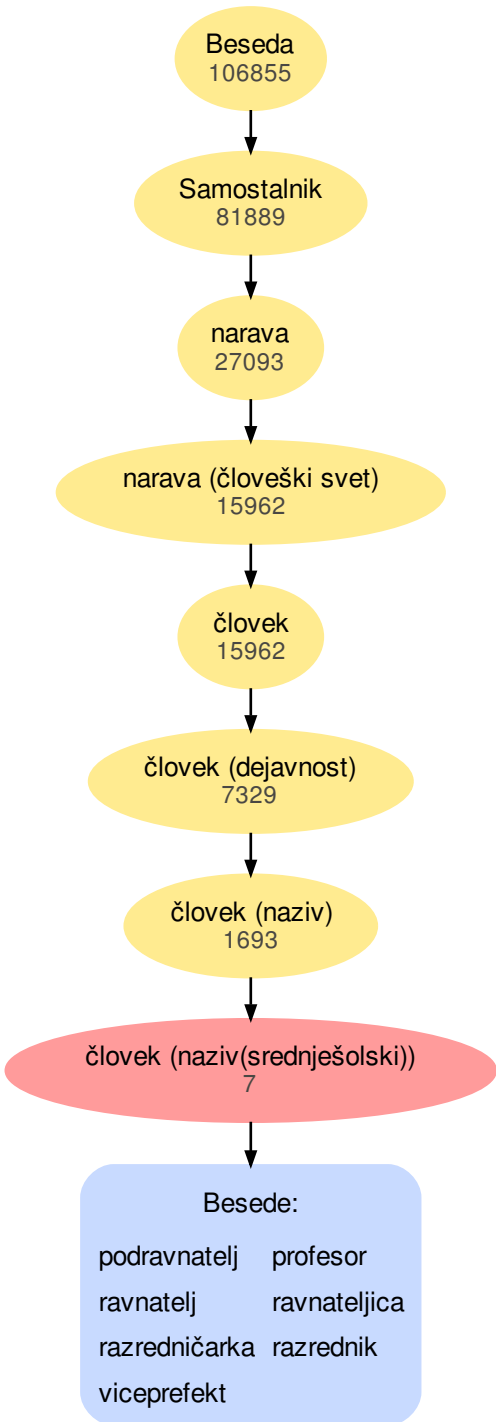 Beseda
106855
Samostalnik
81889
narava
27093
narava (človeški svet)
15962
človek
15962
človek (dejavnost)
7329
človek (naziv)
1693
človek (naziv(srednješolski))
7
Besede:
podravnatelj profesor
ravnatelj ravnateljica
razredničarka razrednik
viceprefekt